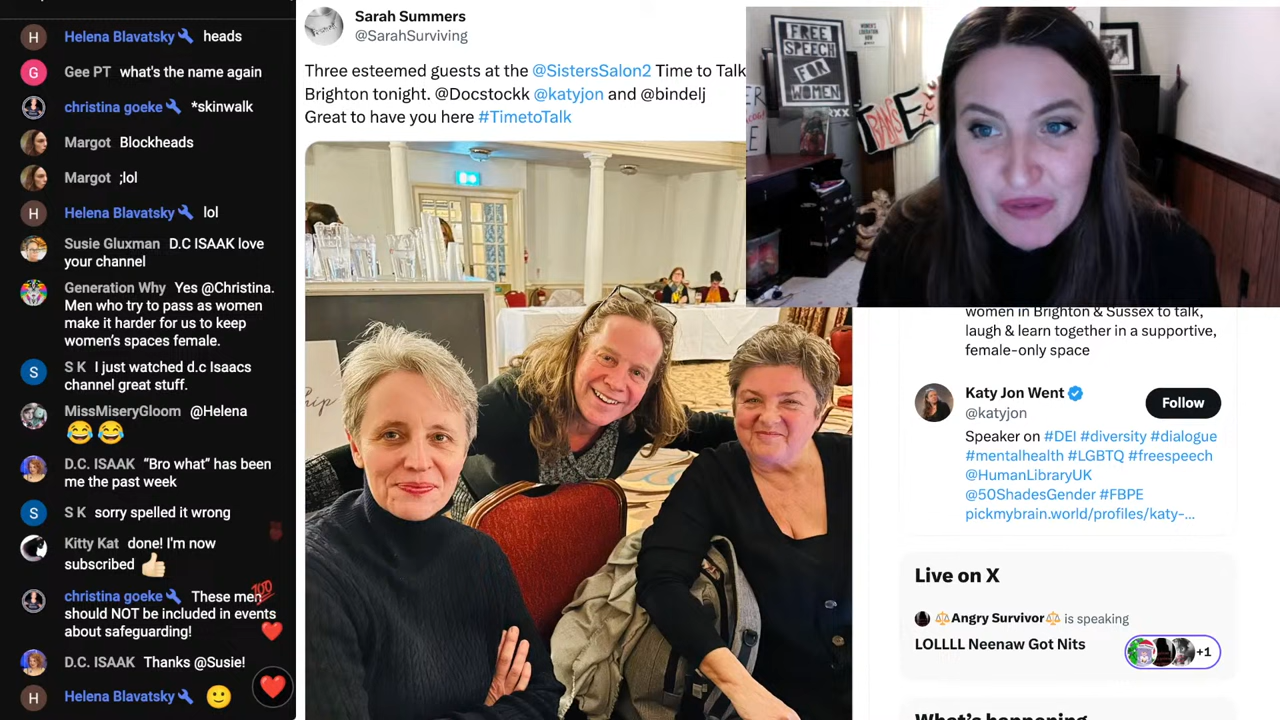 Helena Blavatsky heads
Gee PT what's the name again
christina goeke *skinwalk
Margot Blockheads
Margot ;lol
Helena Blavatsky lol
Susie Gluxman D.C ISAAK love
your channel
Generation Why Yes @Christina.
Men who try to pass as women
make it harder for us to keep
women's spaces female.
S K I just watched d.c Isaacs
channel great stuff.
MissMiseryGloom @Helena
😂😂
D.C. ISAAK “Bro what” has been
me the past week
S K sorry spelled it wrong
Kitty Kat done! I'm now
subscribed 👍
christina goeke These men
should NOT be included in events
about safeguarding!
D.C. ISAAK Thanks @Susie!
Helena Blavatsky 🙂
Sarah Summers
@SarahSurviving
Three esteemed guests at the @SistersSalon2 Time to Talk
Brighton tonight. @Docstockk @katyjon and @bindelj
Great to have you here #TimetoTalk
FREE
SPEECH
FOR
WOMEN
women in Brighton & Sussex to talk,
laugh & learn together in a supportive,
female-only space
Katy Jon Went
@katyjon
Follow
Speaker on #DEI #diversity #dialogue
#mentalhealth #LGBTQ #freespeech
@HumanLibraryUK
@50ShadesGender #FBPE
pickmybrain.world/profiles/katy-...
Live on X
⚖️Angry Survivor⚖️ is speaking
LOLLLL Neenaw Got Nits
+1
What's happening